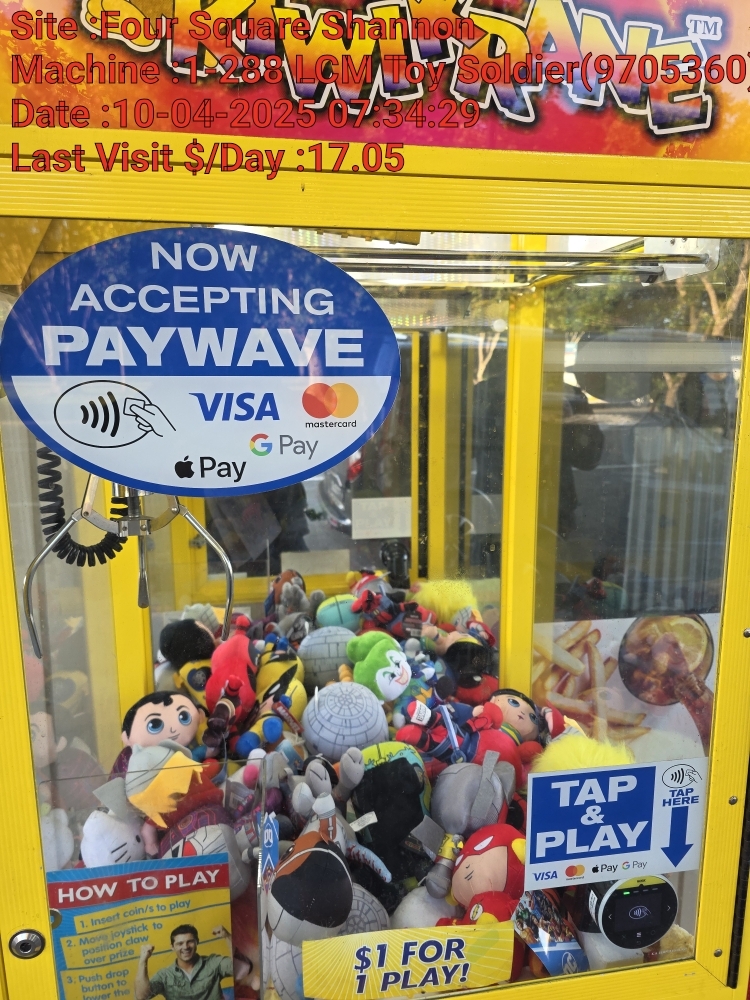 Site :Four Square Shannon
Machine :1-288 LCM Toy Soldier(9705360)
Date :10-04-2025 07:34:29
Last Visit $/Day :17.05
TM
NOW
ACCEPTING
PAYWAVE
VISA
mastercard
G Pay
Pay
TAP
&
PLAY
TAP
HERE
VISA
Pay G Pay
HOW TO PLAY
1. Insert coin/s to play
2. Move joystick to
position claw
over prize
3. Push drop
button to
lower the
$1 FOR
1 PLAY!